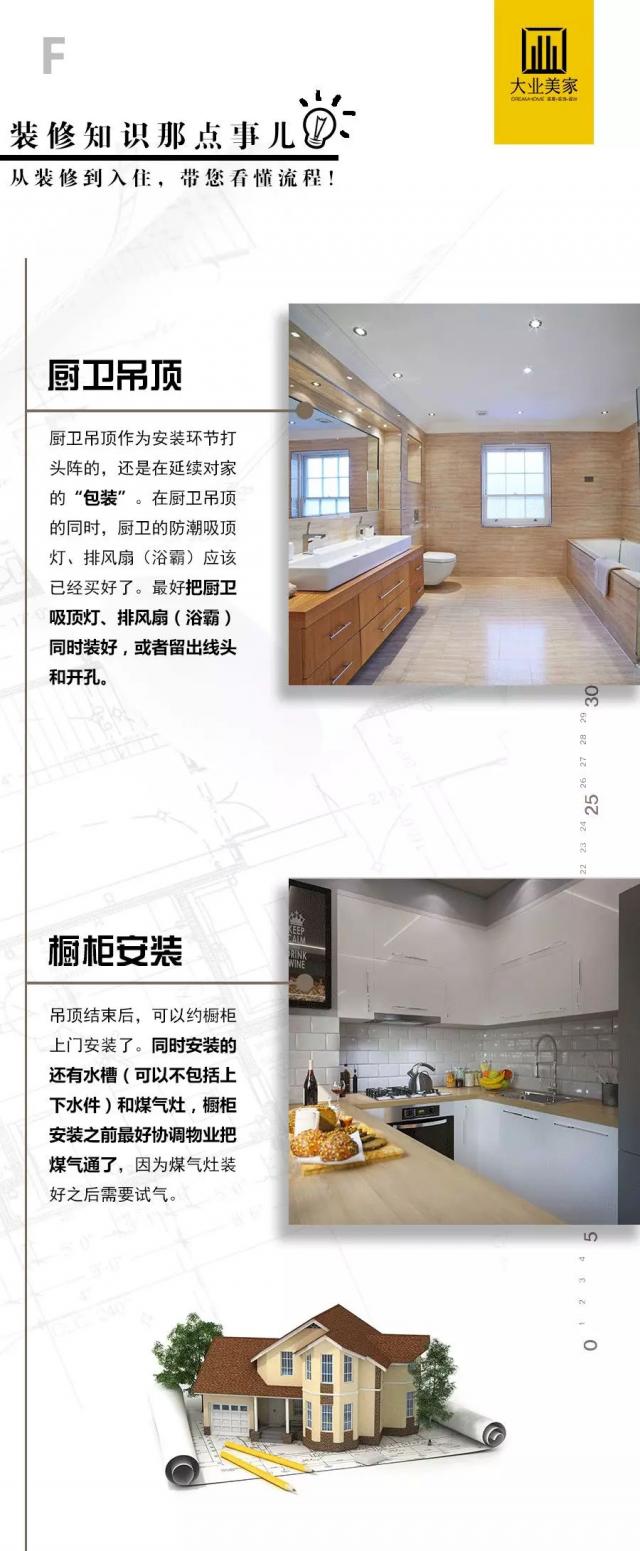 F
大业美家
装修知识那点事儿
从装修到入住，带您看懂流程！
厨卫吊顶
厨卫吊顶作为安装环节打
头阵的，还是在延续对家
的“包装”。在厨卫吊顶
的同时，厨卫的防潮吸顶
灯、排风扇（浴霸）应该
已经买好了。最好把厨卫
吸顶灯、排风扇（浴霸）
同时装好，或者留出线头
和开孔。
30
29
28
27
26
25
24
23
22
橱柜安装
KEEP
CALM
DRINK
WINE
吊顶结束后，可以约橱柜
上门安装了。同时安装的
还有水槽（可以不包括上
下水件）和煤气灶，橱柜
安装之前最好协调物业把
煤气通了，因为煤气灶装
好之后需要试气。
5
4
3
2
1
0